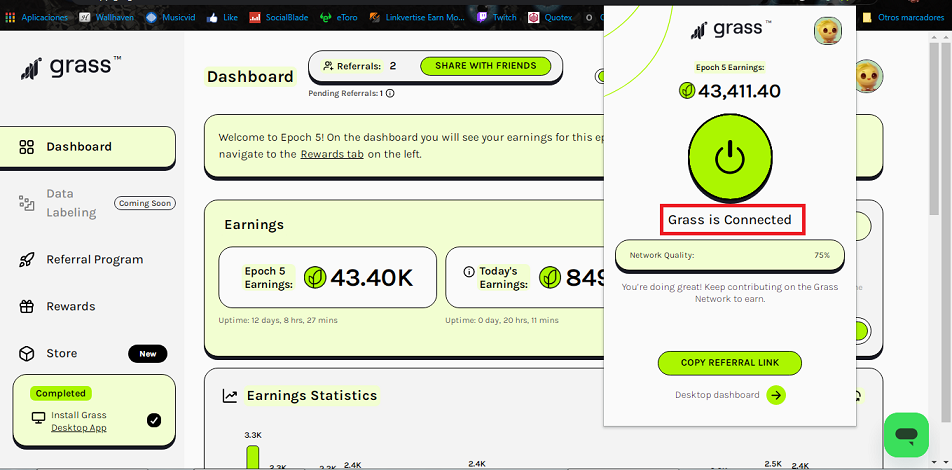 Aplicaciones
Wallhaven
Musicvid
Like
SocialBlade
eToro
Linkvertise Earn Mo...
Twitch
Quotex
Otros marcadores
grass™
Dashboard
Referrals: 2
SHARE WITH FRIENDS
Pending Referrals: 1
Dashboard
Data
Labeling
Coming Soon
Referral Program
Rewards
Store
New
Completed
Install Grass
Desktop App
Welcome to Epoch 5! On the dashboard you will see your earnings for this
navigate to the Rewards tab on the left.
Earnings
Epoch 5
Earnings:
43.40K
Uptime: 12 days, 8 hrs, 27 mins
Today's
Earnings:
849
Uptime: 0 day, 20 hrs, 11 mins
Earnings Statistics
3.3K
2.4K
2.4K
2.5K
2.4K
grass™
Epoch 5 Earnings:
43,411.40
Grass is Connected
Network Quality:
75%
You're doing great! Keep contributing on the Grass
Network to earn.
COPY REFERRAL LINK
Desktop dashboard